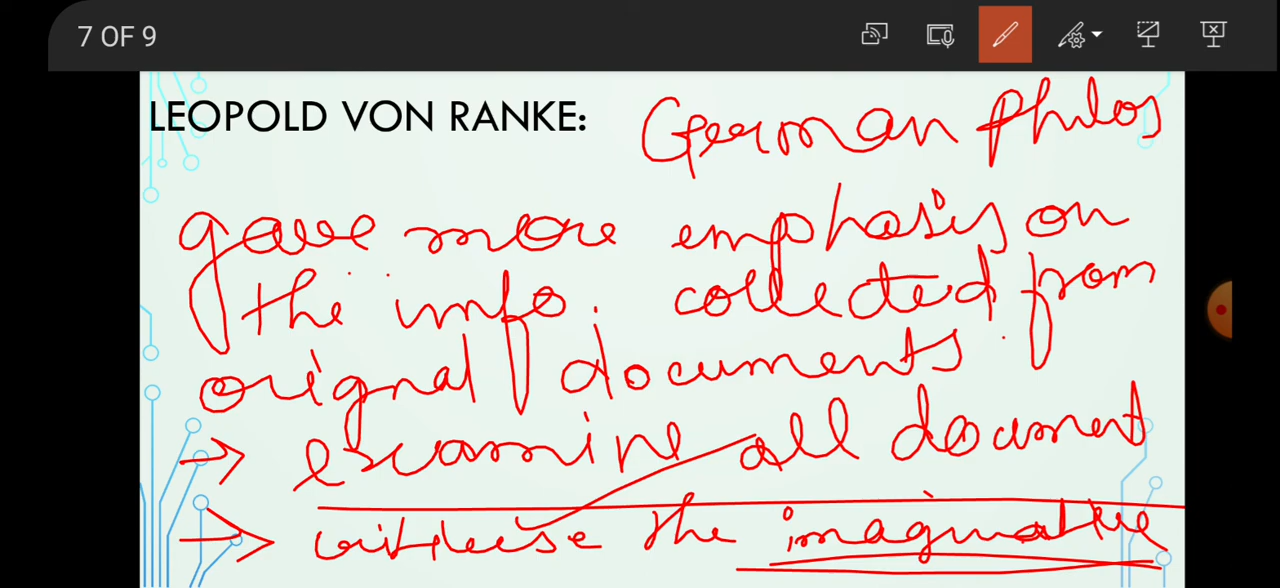 7 OF 9
LEOPOLD VON RANKE: German Philos
gave more emphasis on
the info. collected from
orignal documents.
→ examine all document
→ the imaginative